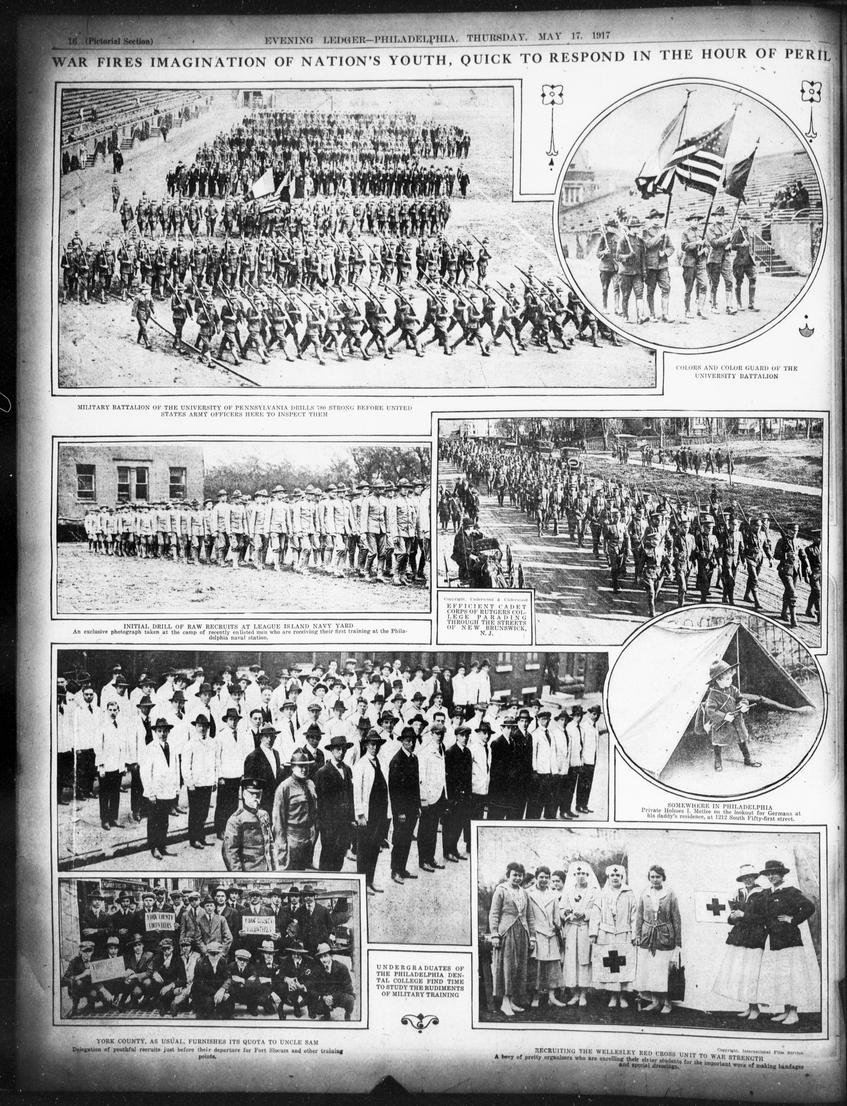 16 (Pictorial Section)
EVENING LEDGER—PHILADELPHIA, THURSDAY, MAY 17, 1917
WAR FIRES IMAGINATION OF NATION'S YOUTH, QUICK TO RESPOND IN THE HOUR OF PERIL
COLORS AND COLOR GUARD OF THE
UNIVERSITY BATTALION
MILITARY BATTALION OF THE UNIVERSITY OF PENNSYLVANIA DRILLS 700 STRONG BEFORE UNITED
STATES ARMY OFFICERS HERE TO INSPECT THEM
Copyright, Underwood & Underwood
EFFICIENT CADET
CORPS OF RUTGERS COL-
LEGE PARADING
THROUGH THE STREETS
OF NEW BRUNSWICK,
N.J.
INITIAL DRILL OF RAW RECRUITS AT LEAGUE ISLAND NAVY YARD
An exclusive photograph taken at the camp of recently enlisted men who are receiving their first training at the Phila-
delphia naval station.
SOMEWHERE IN PHILADELPHIA
Private Holmes I. Metlee on the lookout for Germans at
his daddy's residence, at 1212 South Fifty-first street.
YORK COUNTY
VOLUNTEERS
YORK COUNTY
UNDERGRADUATES OF
THE PHILADELPHIA DEN-
TAL COLLEGE FIND TIME
TO STUDY THE RUDIMENTS
OF MILITARY TRAINING
YORK COUNTY, AS USUAL, FURNISHES ITS QUOTA TO UNCLE SAM
Delegation of youthful recruits just before their departure for Fort Slocum and other training
points.
Copyright, International Film Service
RECRUITING THE WELLESLEY RED CROSS UNIT TO WAR STRENGTH
A bevy of pretty organizers who are enrolling their sister students for the important work of making bandages
and special dressings.